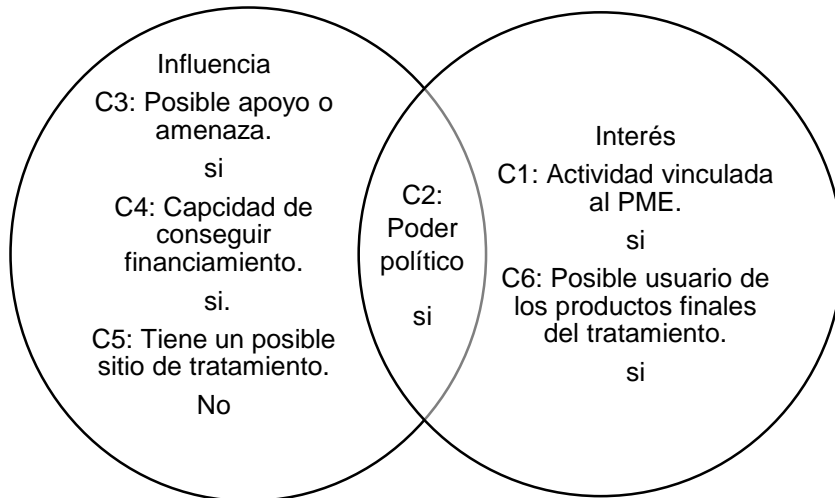 Influencia
C3: Posible apoyo o
amenaza.
si
C4: Capcidad de
conseguir
financiamiento.
si.
C5: Tiene un posible
sitio de tratamiento.
No
C2:
Poder
político
si
Interés
C1: Actividad vinculada
al PME.
si
C6: Posible usuario de
los productos finales
del tratamiento.
si